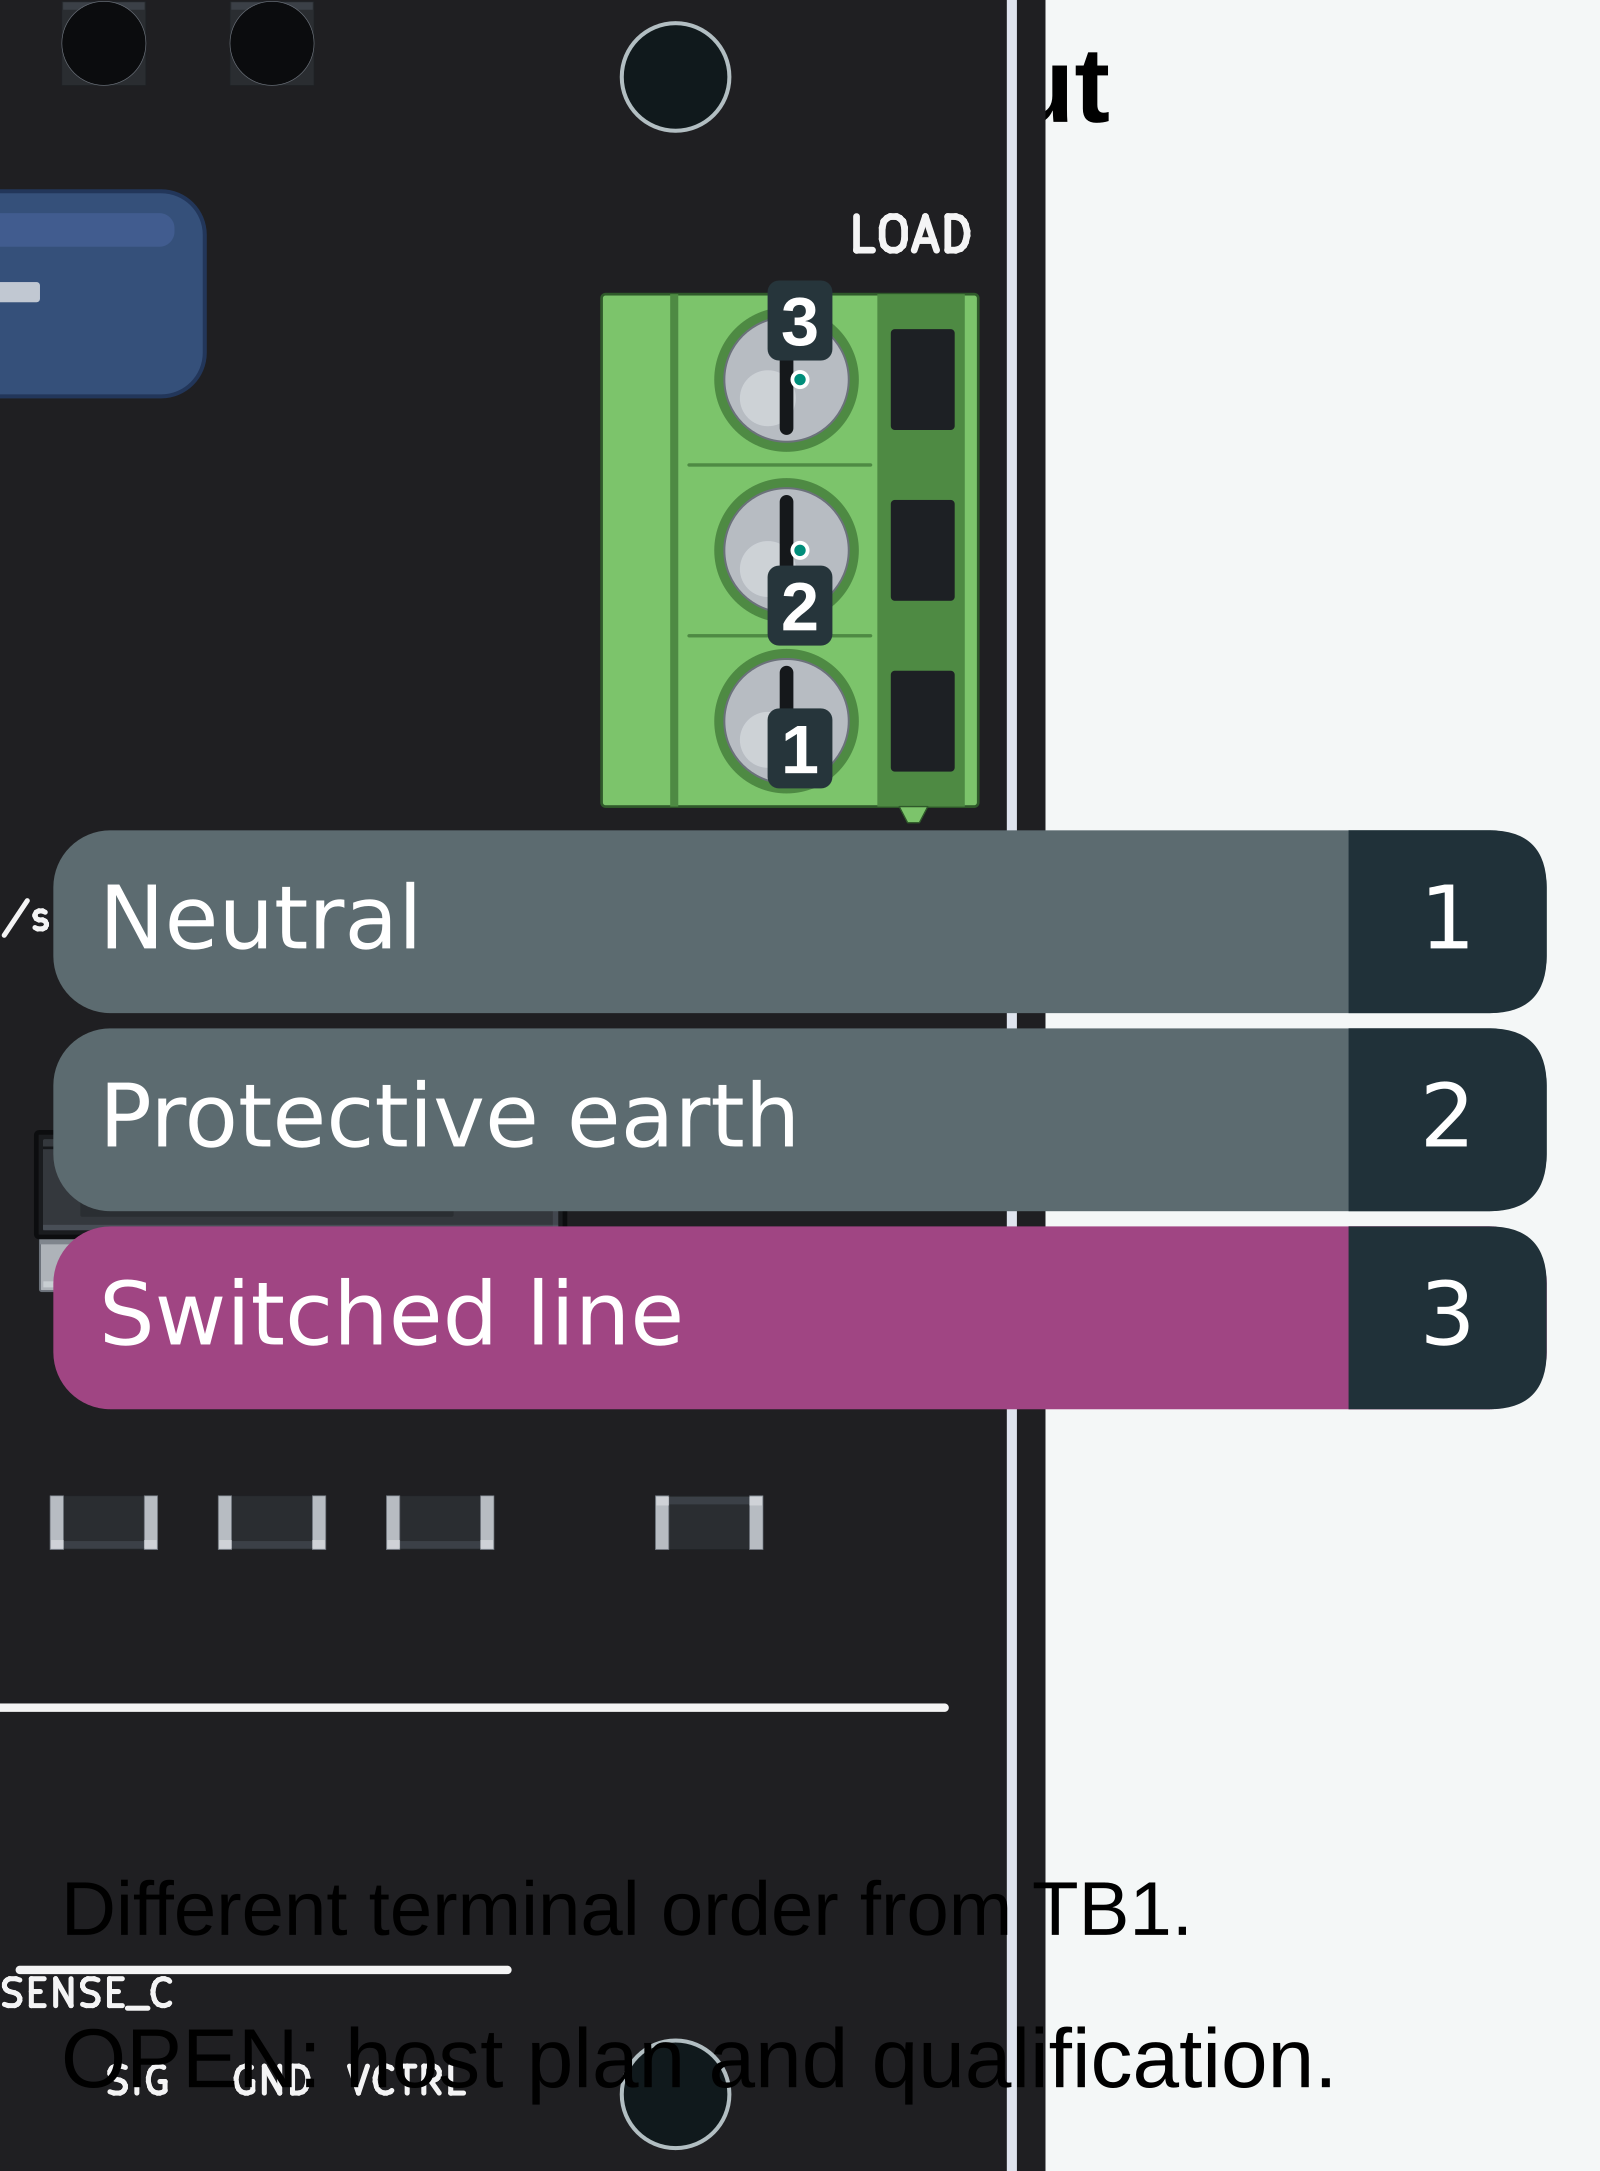 ut
LOAD
3
2
1
/s
Neutral 1
Protective earth 2
Switched line 3
Different terminal order from TB1.
SENSE_C
OPEN: host plan and qualification.
GND VCTRL